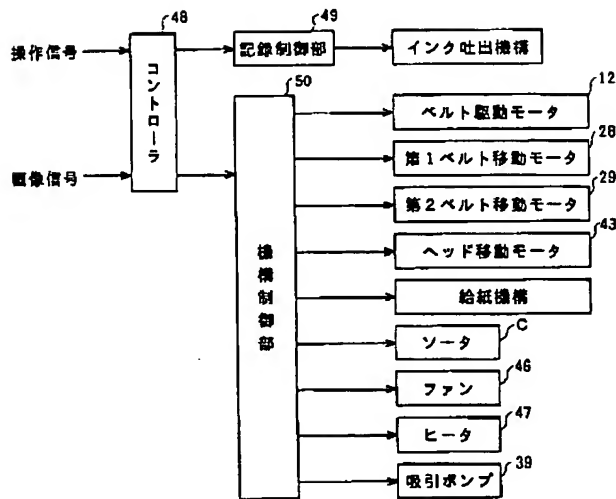 操作信号
画像信号
48
コントローラ
49
記録制御部
インク吐出機構
50
機構制御部
12
ベルト駆動モータ
28
第1ベルト移動モータ
29
第2ベルト移動モータ
43
ヘッド移動モータ
給紙機構
C
ソータ
46
ファン
47
ヒータ
39
吸引ポンプ